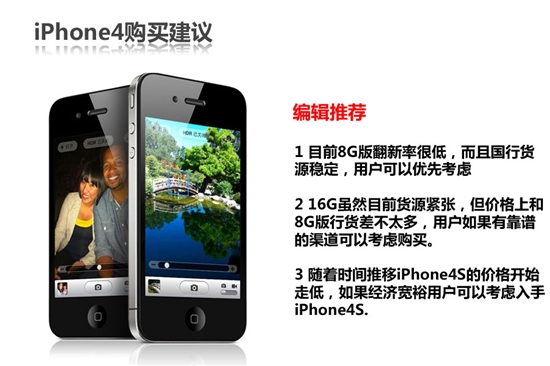 iPhone4购买建议
编辑推荐
1 目前8G版翻新率很低，而且国行货
源稳定，用户可以优先考虑
2 16G虽然目前货源紧张，但价格上和
8G版行货差不太多，用户如果有靠谱
的渠道可以考虑购买。
3 随着时间推移iPhone4S的价格开始
走低，如果经济宽裕用户可以考虑入手
iPhone4S.